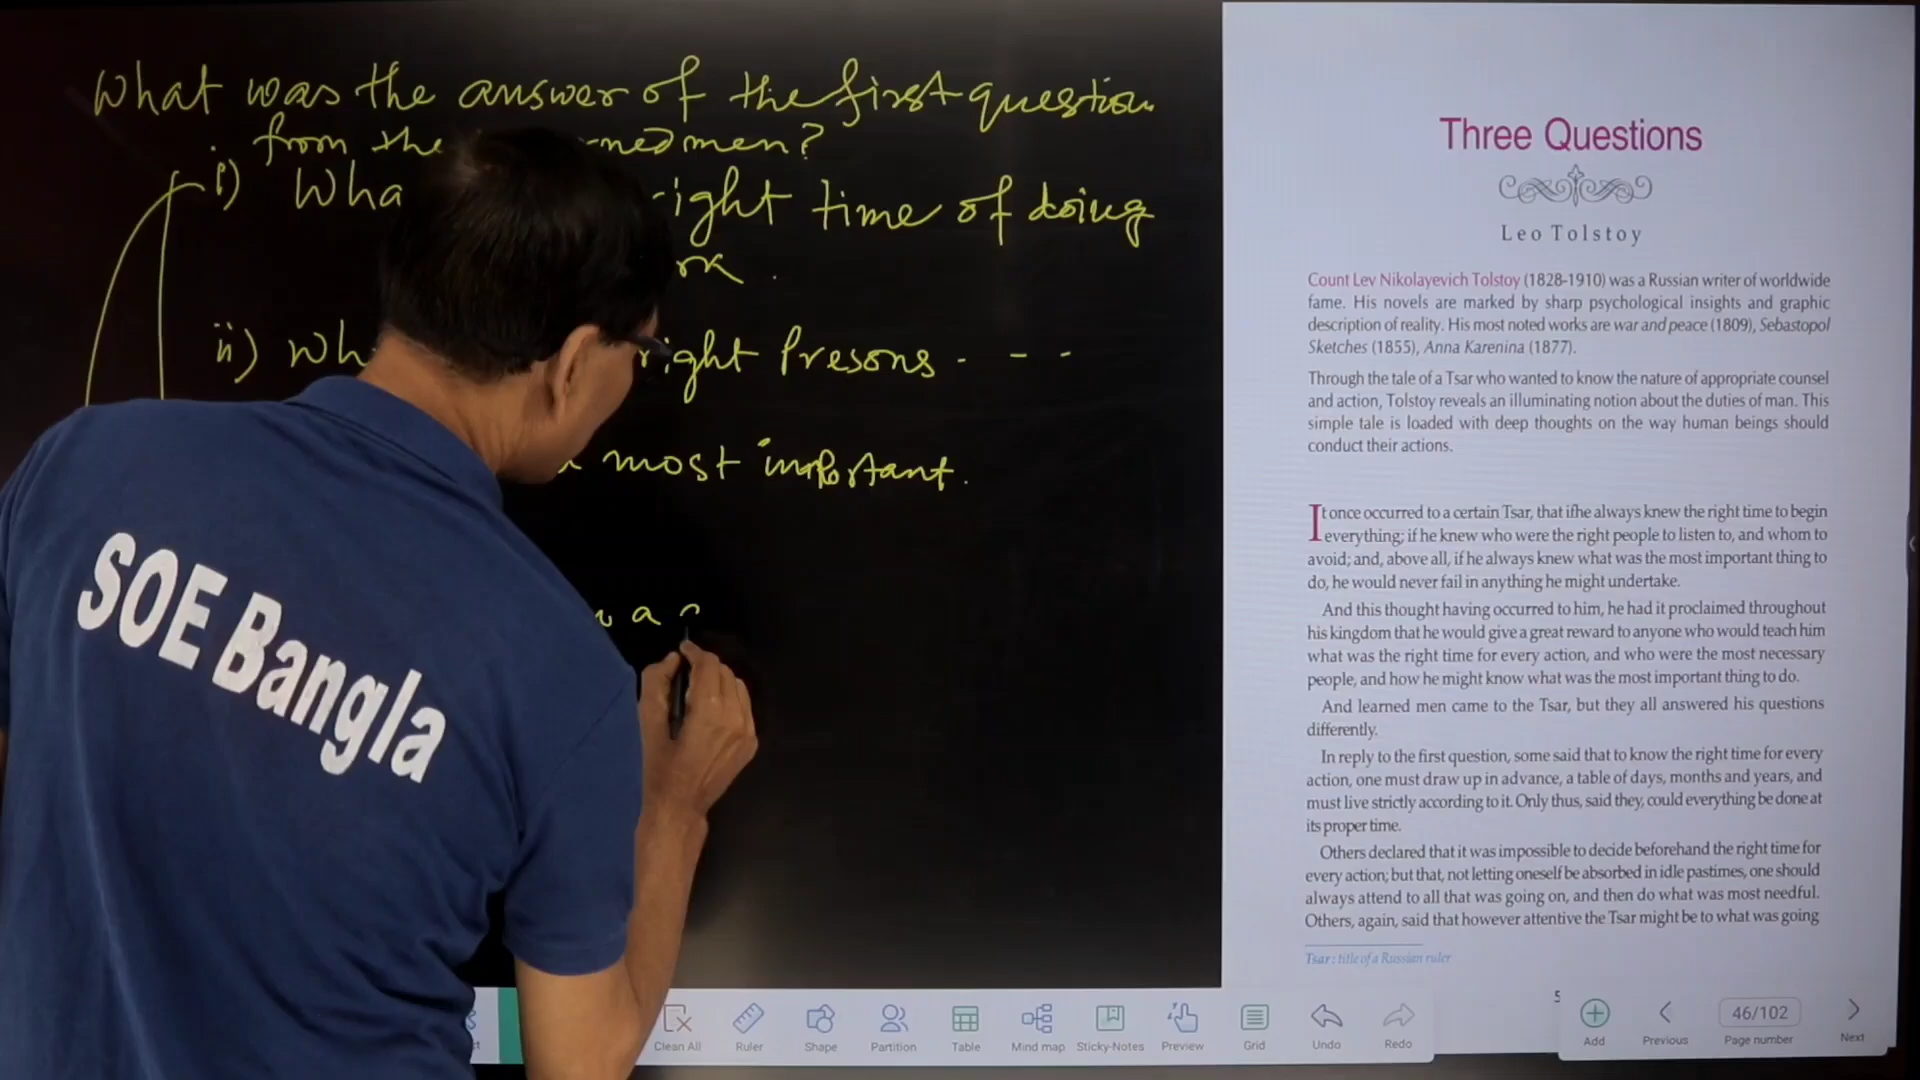 What was the answer of the first question
from the men?
i) right time of doing
ii) right Presons - - -
most important.
a
SOE Bangla
Three Questions
Leo Tolstoy
Count Lev Nikolayevich Tolstoy (1828-1910) was a Russian writer of worldwide
fame. His novels are marked by sharp psychological insights and graphic
description of reality. His most noted works are war and peace (1809), Sebastopol
Sketches (1855), Anna Karenina (1877).
Through the tale of a Tsar who wanted to know the nature of appropriate counsel
and action, Tolstoy reveals an illuminating notion about the duties of man. This
simple tale is loaded with deep thoughts on the way human beings should
conduct their actions.
It once occurred to a certain Tsar, that if he always knew the right time to begin
everything; if he knew who were the right people to listen to, and whom to
avoid; and, above all, if he always knew what was the most important thing to
do, he would never fail in anything he might undertake.
And this thought having occurred to him, he had it proclaimed throughout
his kingdom that he would give a great reward to anyone who would teach him
what was the right time for every action, and who were the most necessary
people, and how he might know what was the most important thing to do.
And learned men came to the Tsar, but they all answered his questions
differently.
In reply to the first question, some said that to know the right time for every
action, one must draw up in advance, a table of days, months and years, and
must live strictly according to it. Only thus, said they, could everything be done at
its proper time.
Others declared that it was impossible to decide beforehand the right time for
every action; but that, not letting oneself be absorbed in idle pastimes, one should
always attend to all that was going on, and then do what was most needful.
Others, again, said that however attentive the Tsar might be to what was going
Tsar : title of a Russian ruler
5
Clean All Ruler Shape Partition Table Mind map Sticky-Notes Preview Grid Undo Redo
46/102
Add Previous Page number Next